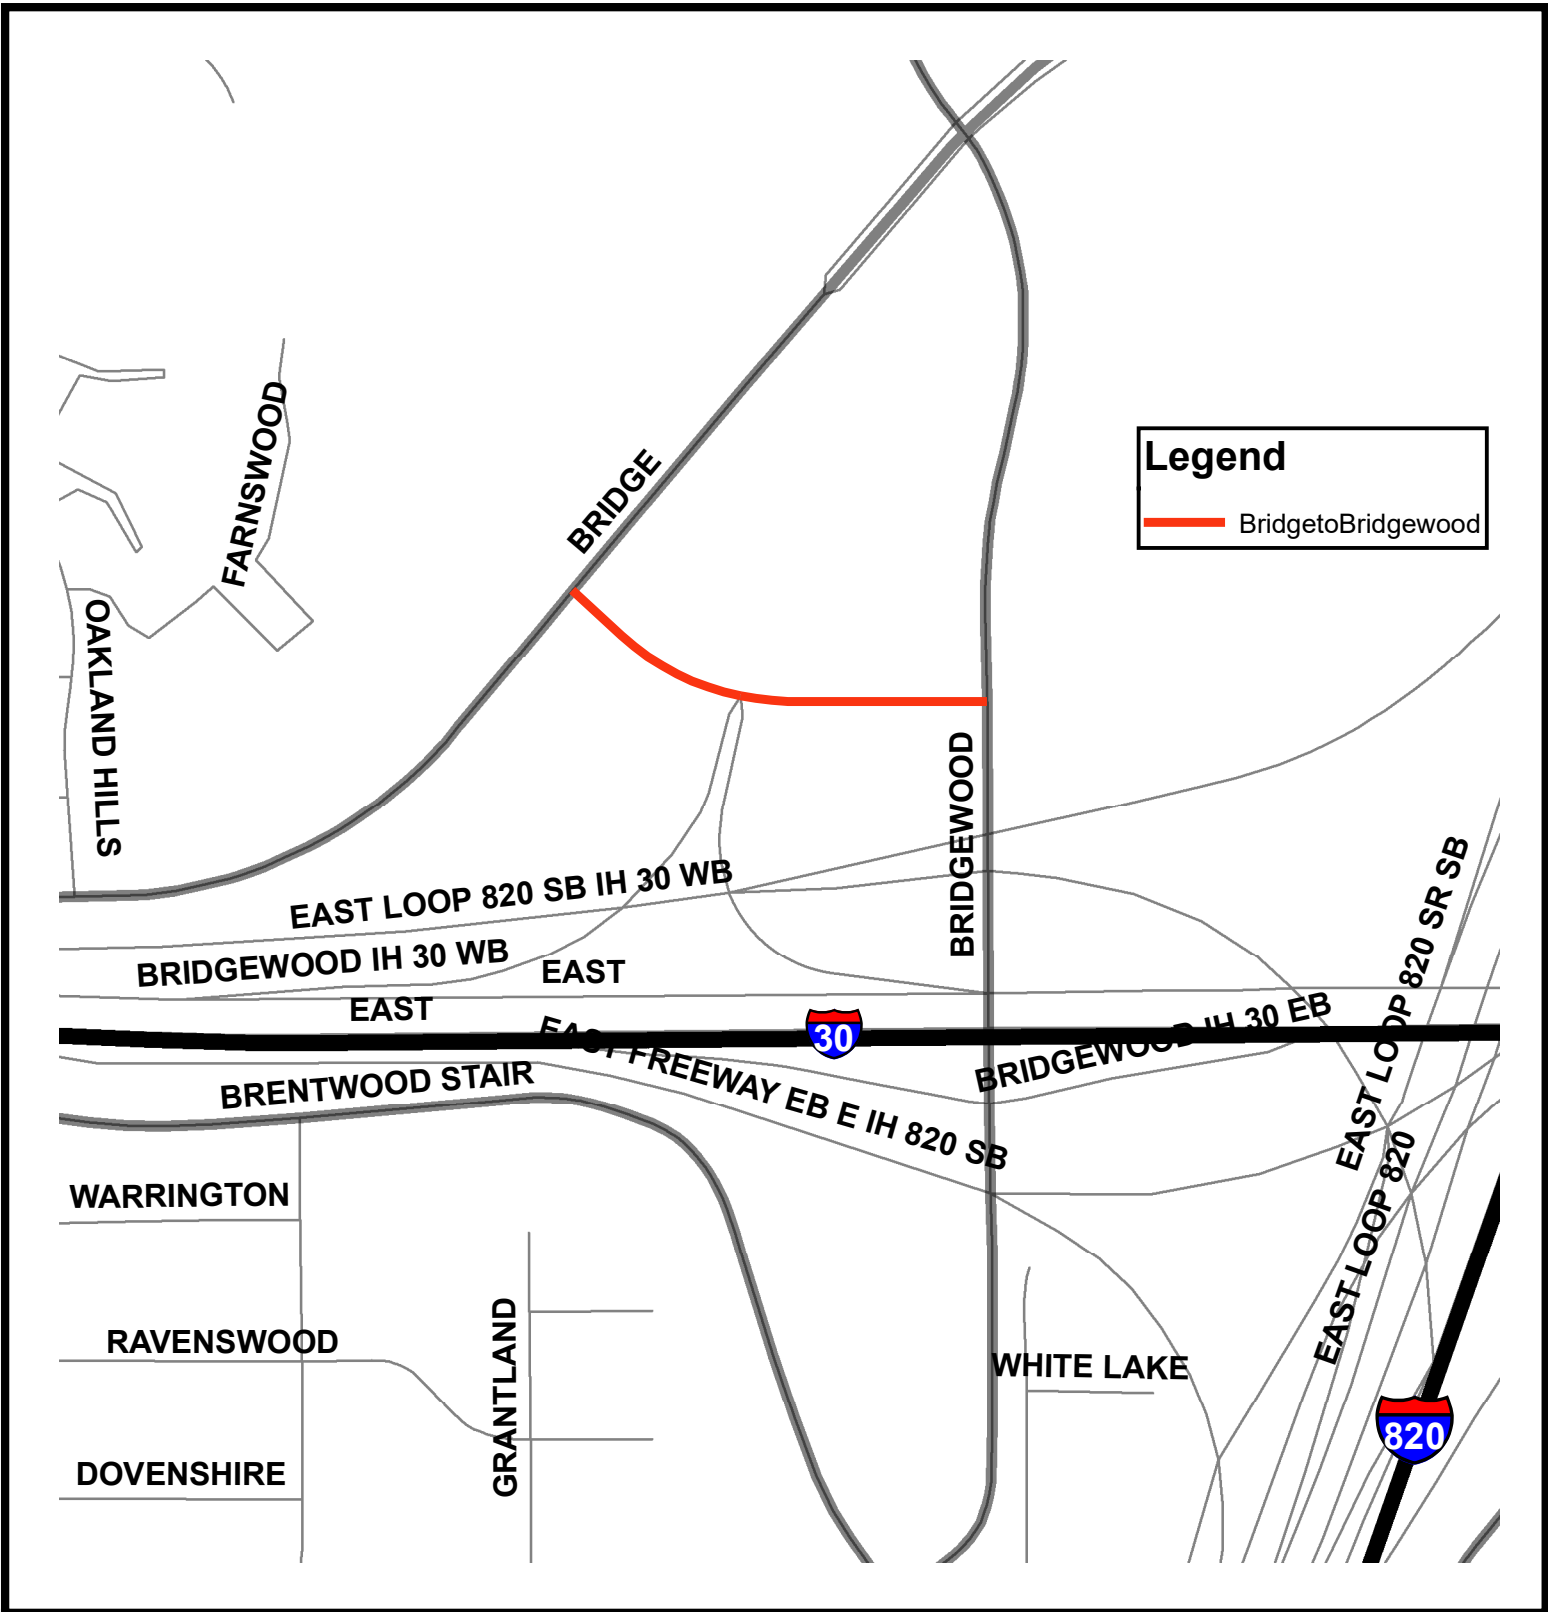 FARNSWOOD
BRIDGE
Legend
BridgetoBridgewood
OAKLAND HILLS
BRIDGEWOOD
EAST LOOP 820 SB IH 30 WB
EAST LOOP 820 SR SB
BRIDGEWOOD IH 30 WB
EAST
EAST
30
EAST FREEWAY EB E IH 820 SB
BRIDGEWOOD IH 30 EB
BRENTWOOD STAIR
EAST LOOP 820
WARRINGTON
RAVENSWOOD
GRANTLAND
WHITE LAKE
820
DOVENSHIRE